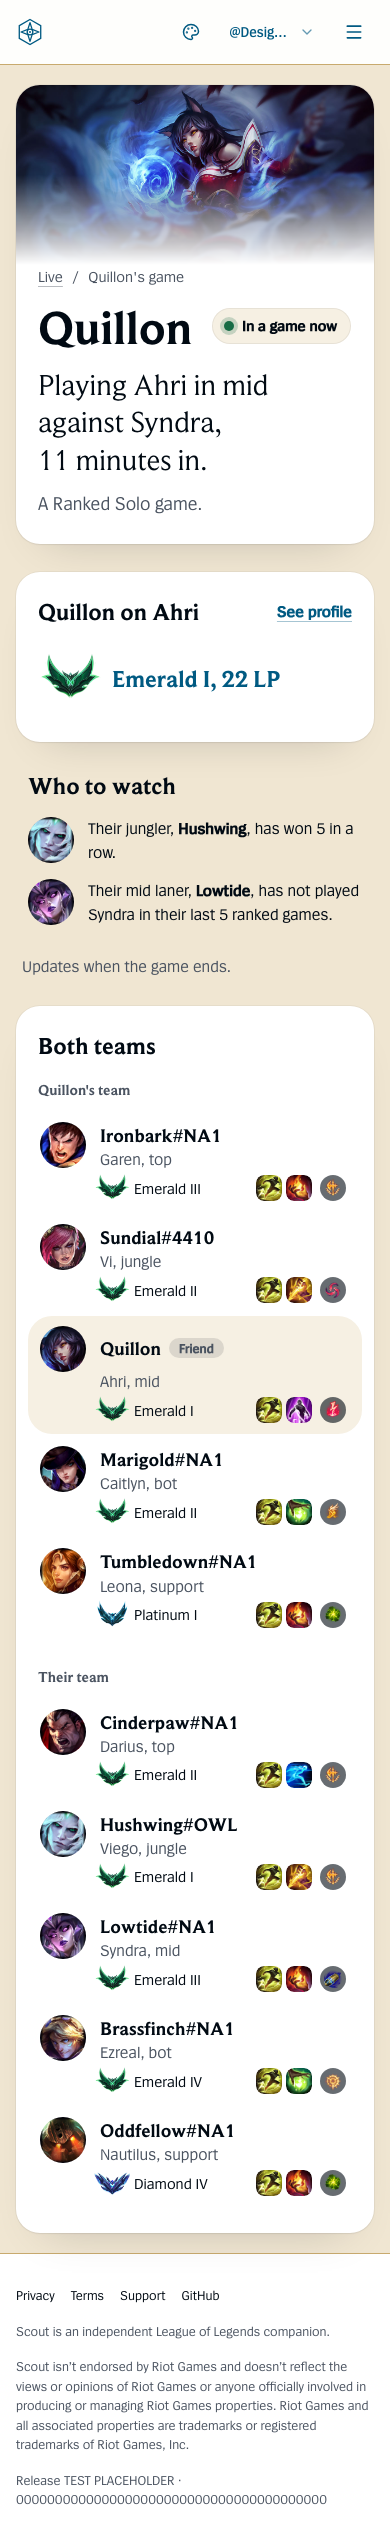 @Desig...
Live / Quillon's game
Quillon
In a game now
Playing Ahri in mid
against Syndra,
11 minutes in.
A Ranked Solo game.
Quillon on Ahri
See profile
Emerald I, 22 LP
Who to watch
Their jungler, Hushwing, has won 5 in a
row.
Their mid laner, Lowtide, has not played
Syndra in their last 5 ranked games.
Updates when the game ends.
Both teams
Quillon's team
Ironbark#NA1
Garen, top
Emerald III
Sundial#4410
Vi, jungle
Emerald II
Quillon Friend
Ahri, mid
Emerald I
Marigold#NA1
Caitlyn, bot
Emerald II
Tumbledown#NA1
Leona, support
Platinum I
Their team
Cinderpaw#NA1
Darius, top
Emerald II
Hushwing#OWL
Viego, jungle
Emerald I
Lowtide#NA1
Syndra, mid
Emerald III
Brassfinch#NA1
Ezreal, bot
Emerald IV
Oddfellow#NA1
Nautilus, support
Diamond IV
Privacy Terms Support GitHub
Scout is an independent League of Legends companion.
Scout isn't endorsed by Riot Games and doesn't reflect the
views or opinions of Riot Games or anyone officially involved in
producing or managing Riot Games properties. Riot Games and
all associated properties are trademarks or registered
trademarks of Riot Games, Inc.
Release TEST PLACEHOLDER ·
0000000000000000000000000000000000000000